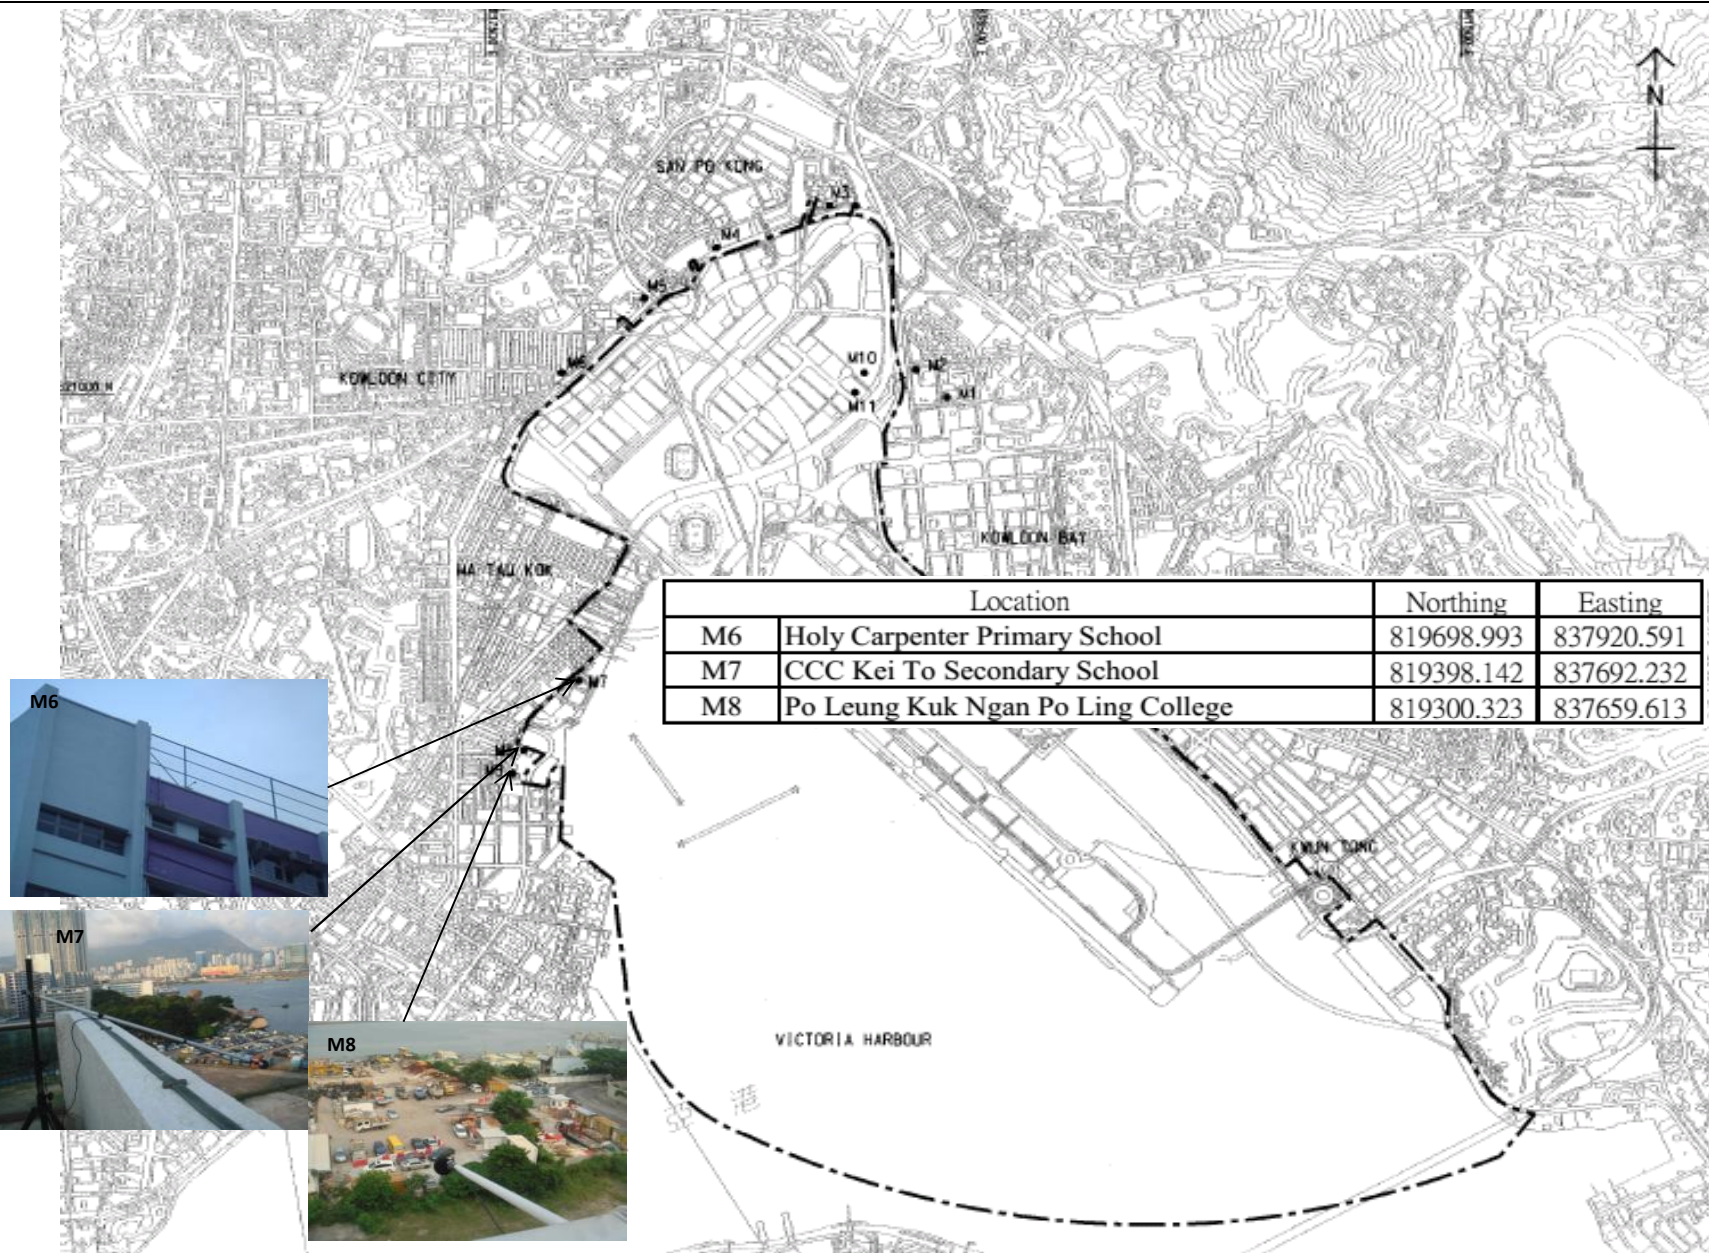 N
SAN PO KONG
M3
M4
M5
M6
KOWLOON CITY
M10
M2
M11
M1
KOWLOON BAY
MA TAU KOK
Location Northing Easting
M6 Holy Carpenter Primary School 819698.993 837920.591
M7 CCC Kei To Secondary School 819398.142 837692.232
M8 Po Leung Kuk Ngan Po Ling College 819300.323 837659.613
M7
M6
KWUN TONG
M7
M8
VICTORIA HARBOUR
港